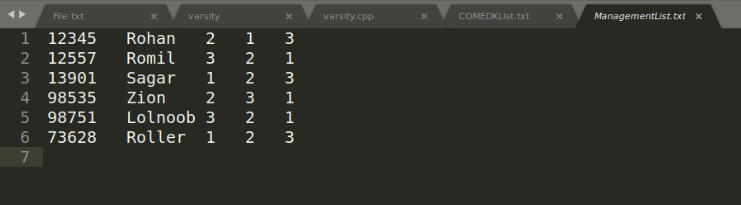 File.txt varsity varsity.cpp COMEDKList.txt ManagementList.txt
1 12345 Rohan 2 1 3
2 12557 Romil 3 2 1
3 13901 Sagar 1 2 3
4 98535 Zion 2 3 1
5 98751 Lolnoob 3 2 1
6 73628 Roller 1 2 3
7